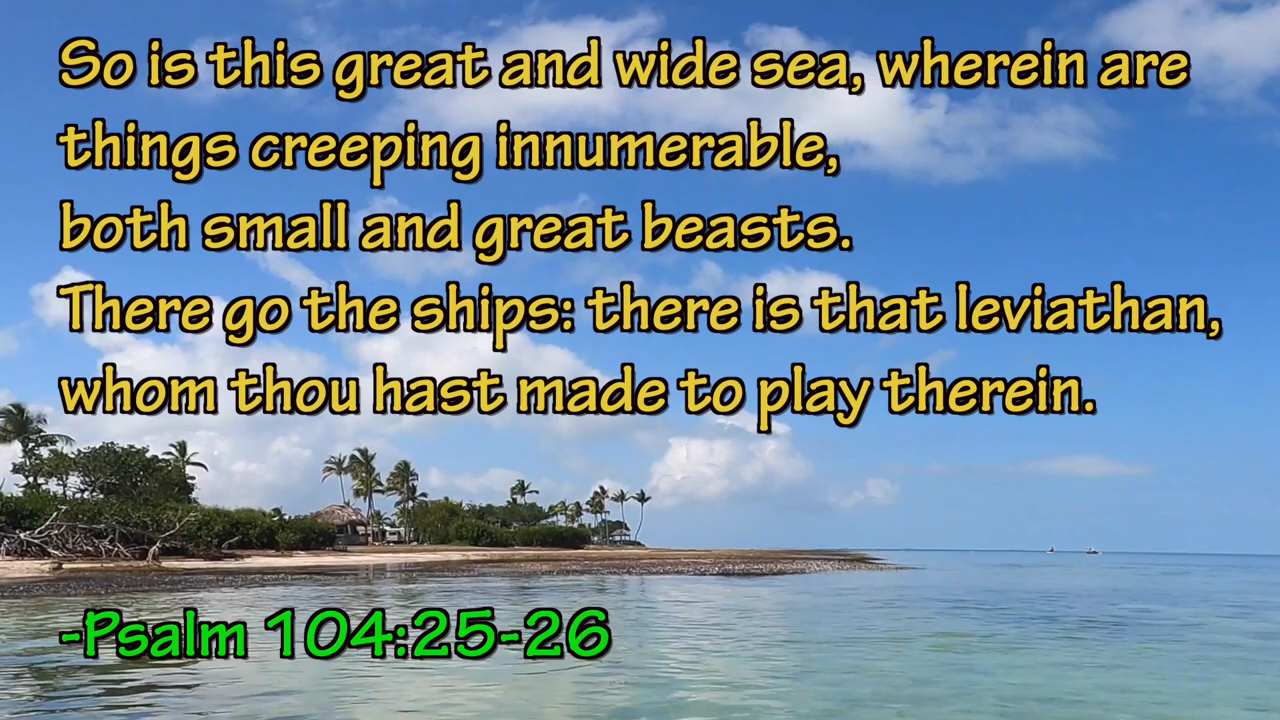 So is this great and wide sea, wherein are
things creeping innumerable,
both small and great beasts.
There go the ships: there is that leviathan,
whom thou hast made to play therein.
-Psalm 104:25-26